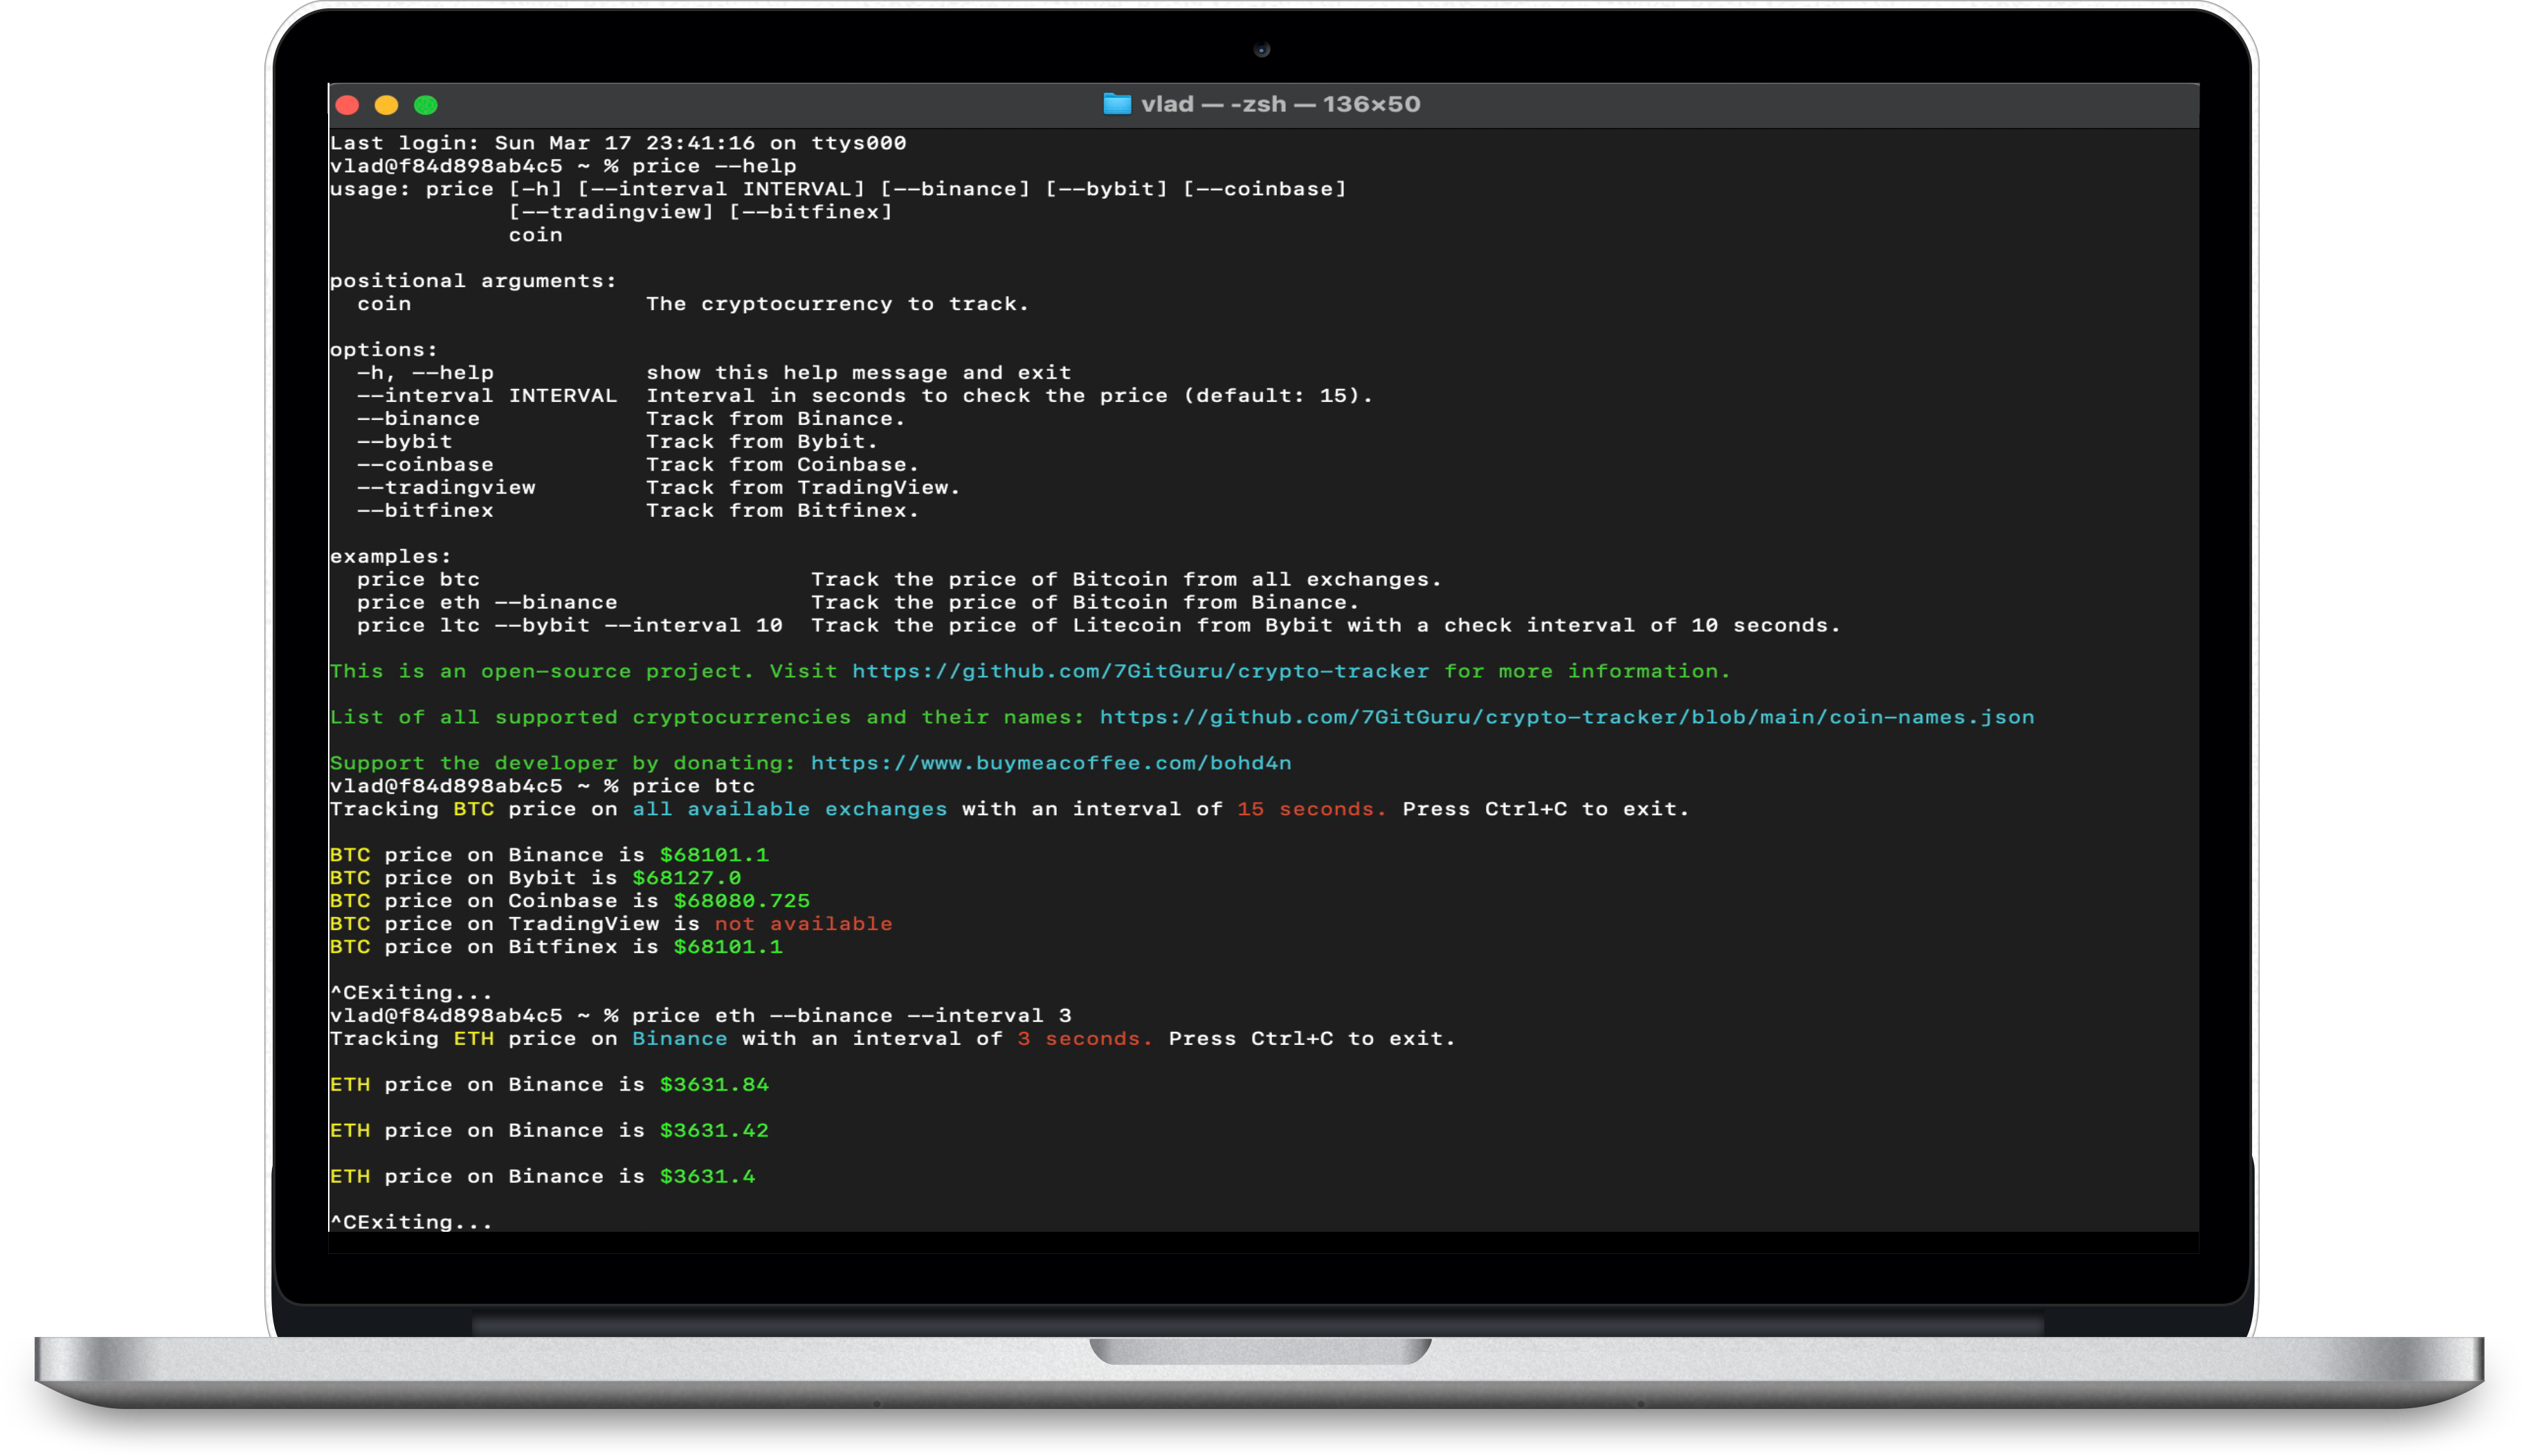 vlad — -zsh — 136×50
Last login: Sun Mar 17 23:41:16 on ttys000
vlad@f84d898ab4c5 ~ % price --help
usage: price [-h] [--interval INTERVAL] [--binance] [--bybit] [--coinbase]
             [--tradingview] [--bitfinex]
             coin

positional arguments:
  coin                 The cryptocurrency to track.

options:
  -h, --help           show this help message and exit
  --interval INTERVAL  Interval in seconds to check the price (default: 15).
  --binance            Track from Binance.
  --bybit              Track from Bybit.
  --coinbase           Track from Coinbase.
  --tradingview        Track from TradingView.
  --bitfinex           Track from Bitfinex.

examples:
  price btc                        Track the price of Bitcoin from all exchanges.
  price eth --binance              Track the price of Bitcoin from Binance.
  price ltc --bybit --interval 10  Track the price of Litecoin from Bybit with a check interval of 10 seconds.

This is an open-source project. Visit https://github.com/7GitGuru/crypto-tracker for more information.

List of all supported cryptocurrencies and their names: https://github.com/7GitGuru/crypto-tracker/blob/main/coin-names.json

Support the developer by donating: https://www.buymeacoffee.com/bohd4n
vlad@f84d898ab4c5 ~ % price btc
Tracking BTC price on all available exchanges with an interval of 15 seconds. Press Ctrl+C to exit.

BTC price on Binance is $68101.1
BTC price on Bybit is $68127.0
BTC price on Coinbase is $68080.725
BTC price on TradingView is not available
BTC price on Bitfinex is $68101.1

^CExiting...
vlad@f84d898ab4c5 ~ % price eth --binance --interval 3
Tracking ETH price on Binance with an interval of 3 seconds. Press Ctrl+C to exit.

ETH price on Binance is $3631.84

ETH price on Binance is $3631.42

ETH price on Binance is $3631.4

^CExiting...